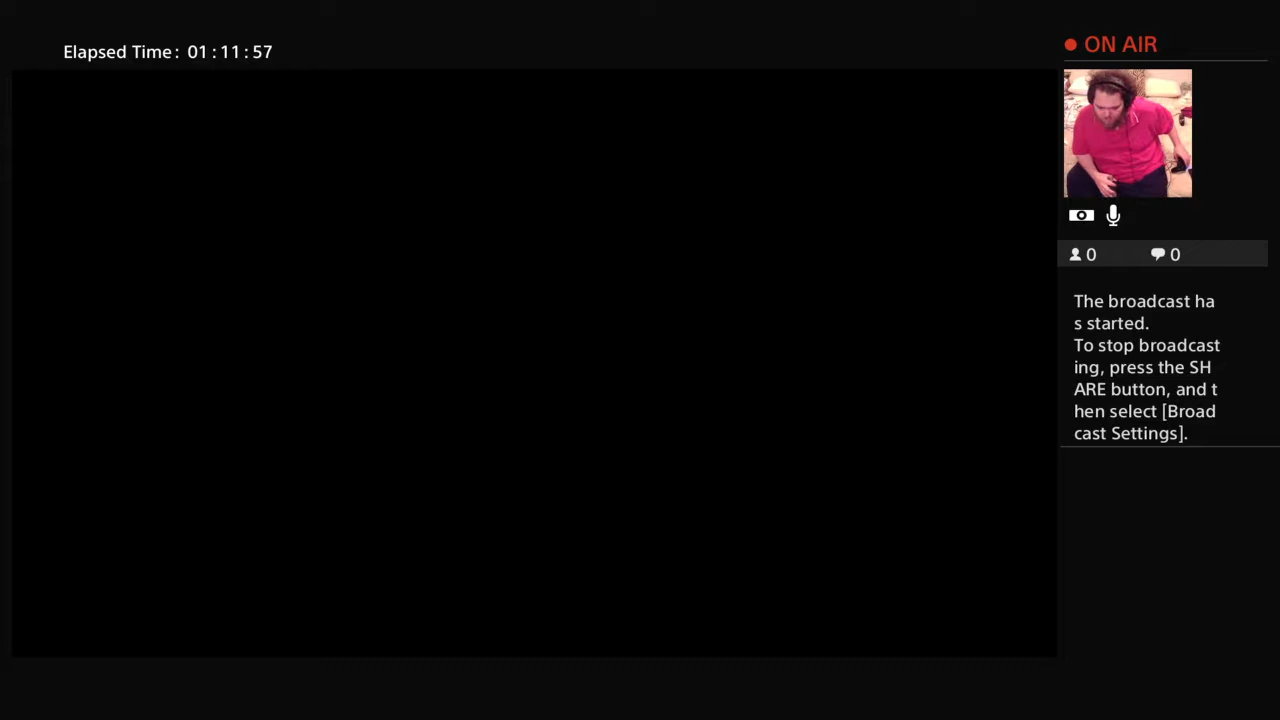 Elapsed Time: 01:11:57
ON AIR
0 0
The broadcast ha
s started.
To stop broadcast
ing, press the SH
ARE button, and t
hen select [Broad
cast Settings].